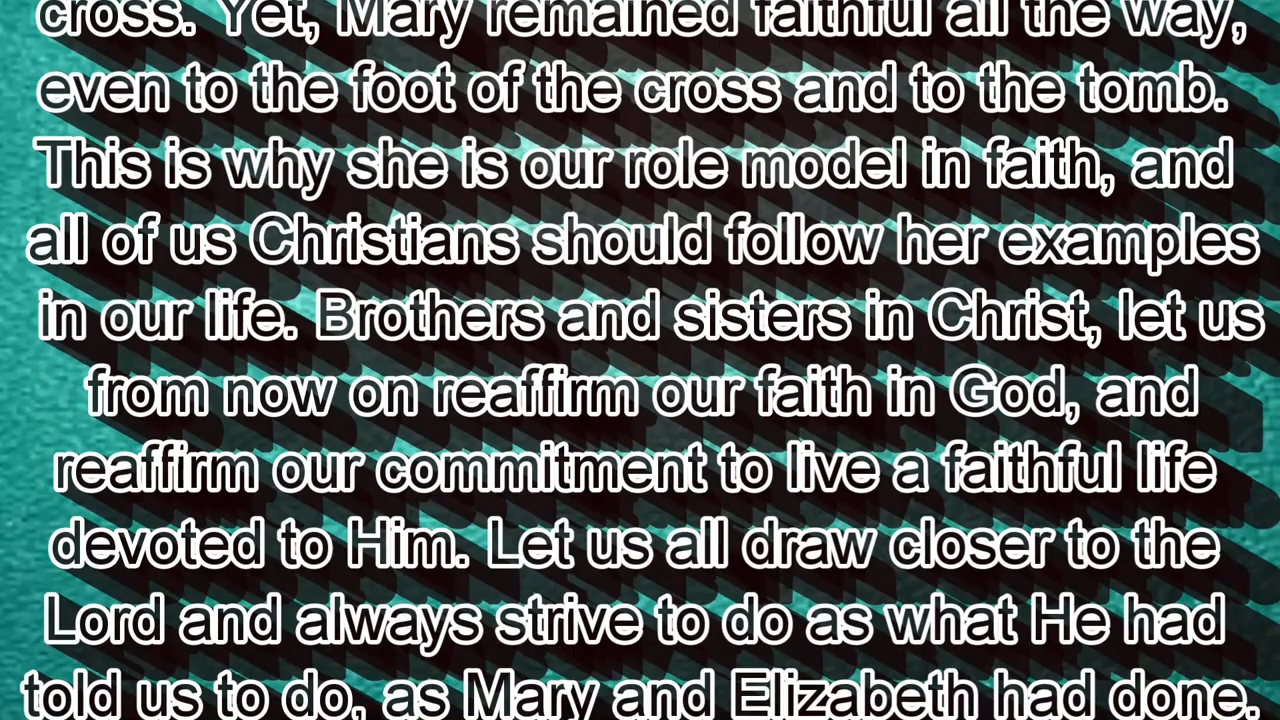 cross. Yet, Mary remained faithful all the way,
even to the foot of the cross and to the tomb.
This is why she is our role model in faith, and
all of us Christians should follow her examples
in our life. Brothers and sisters in Christ, let us
from now on reaffirm our faith in God, and
reaffirm our commitment to live a faithful life
devoted to Him. Let us all draw closer to the
Lord and always strive to do as what He had
told us to do, as Mary and Elizabeth had done.